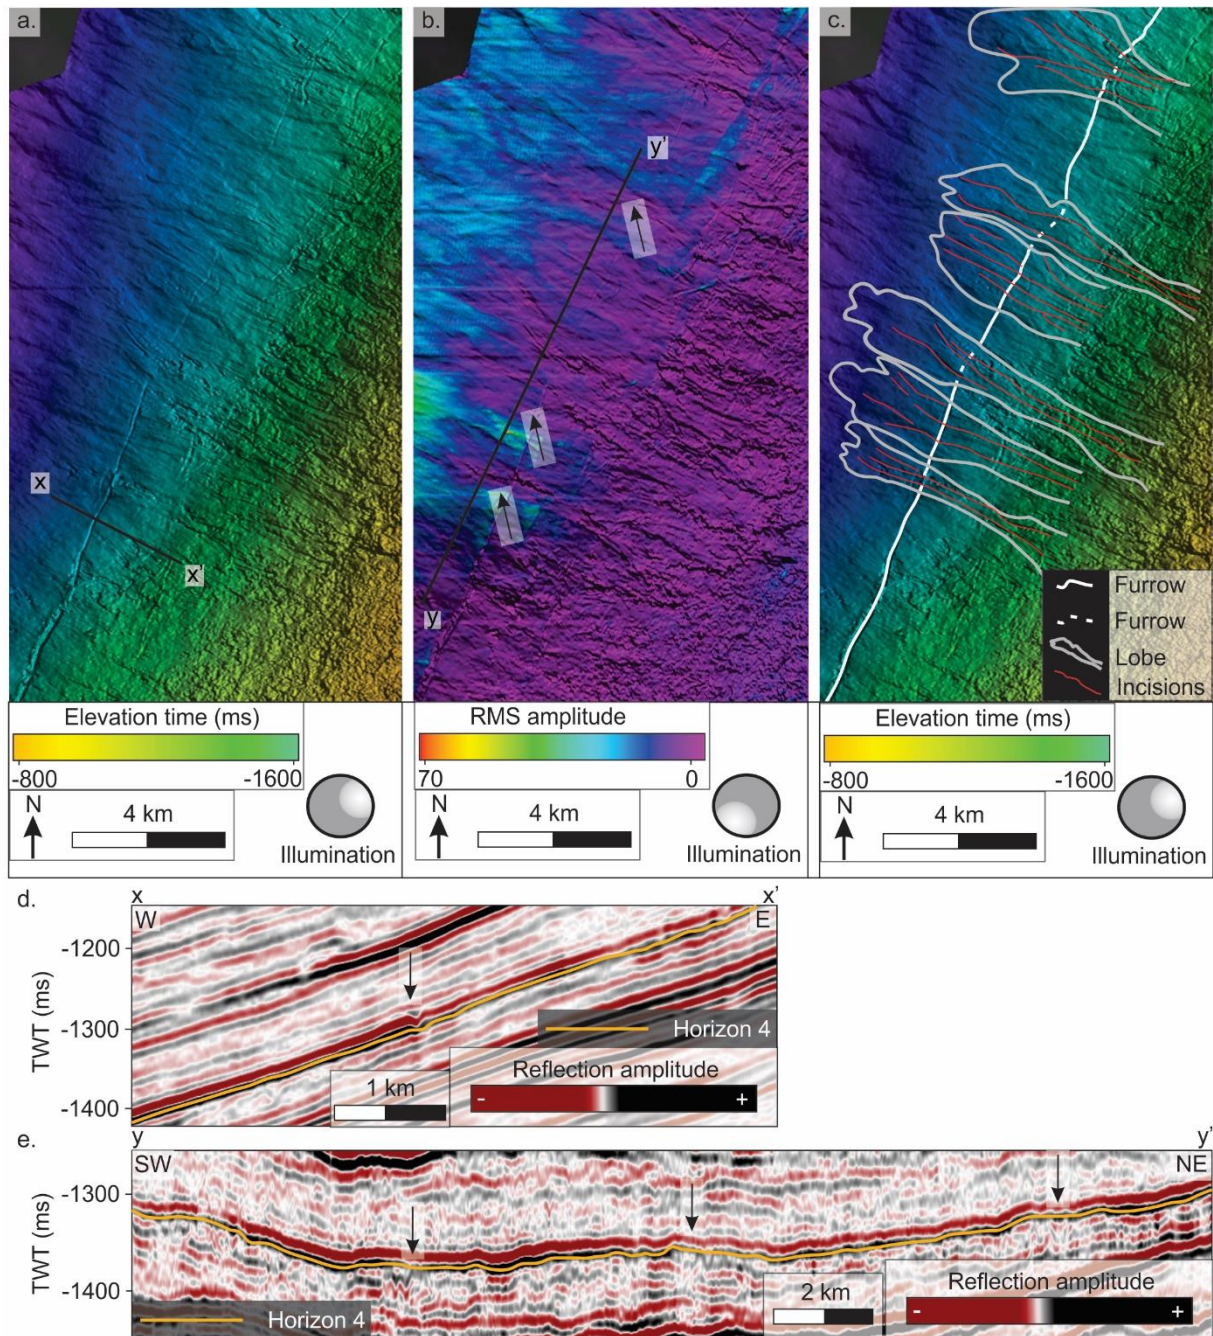 a.
b.
c.
x
x'
y'
y
Furrow
Furrow
Lobe
Incisions
Elevation time (ms)
-800
-1600
N
4 km
Illumination
RMS amplitude
70
0
N
4 km
Illumination
Elevation time (ms)
-800
-1600
N
4 km
Illumination
d.
x
x'
W
E
TWT (ms)
-1200
-1300
-1400
Horizon 4
1 km
Reflection amplitude
- +
e.
y
y'
SW
NE
TWT (ms)
-1300
-1400
Horizon 4
2 km
Reflection amplitude
- +